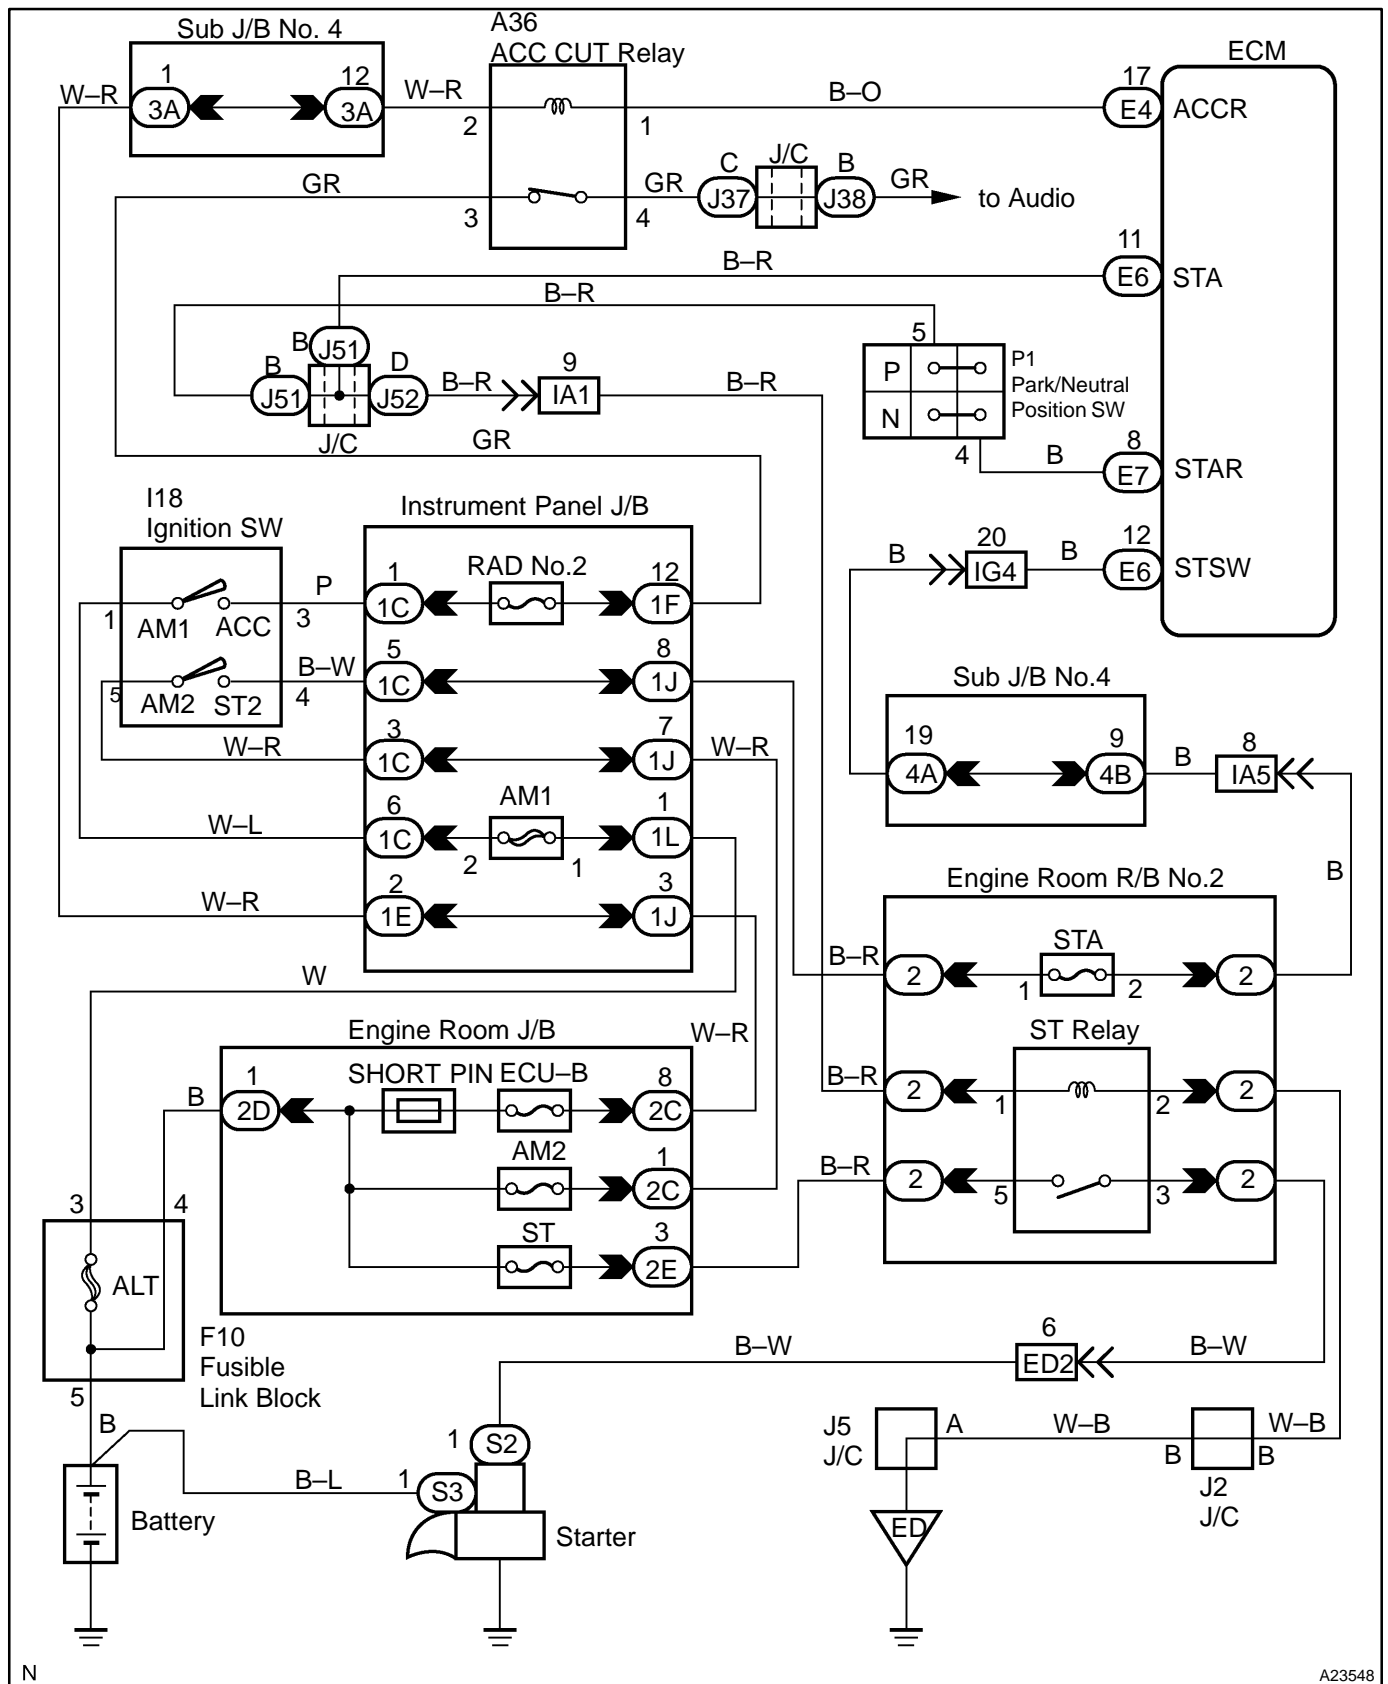 Sub J/B No. 4
A36
ACC CUT Relay
ECM
1
12
17
W–R
3A
3A
W–R
2
1
B–O
E4
ACCR
GR
3
4
GR
C
J/C
B
J37
J38
GR
to Audio
B–R
11
E6
STA
B–R
B
J51
B
J51
D
J52
J/C
B–R
9
IA1
B–R
5
P
N
P1
Park/Neutral
Position SW
4
B
8
E7
STAR
GR
I18
Ignition SW
Instrument Panel J/B
B
20
IG4
B
12
E6
STSW
1
AM1
ACC
3
P
1
1C
RAD No.2
12
1F
5
AM2
ST2
4
B–W
5
1C
8
1J
Sub J/B No.4
W–R
3
1C
7
1J
W–R
19
4A
9
4B
B
8
IA5
W–L
6
1C
2
AM1
1
1
1L
B
W–R
2
1E
3
1J
Engine Room R/B No.2
W
B–R
2
1
STA
2
2
Engine Room J/B
W–R
ST Relay
B
1
2D
SHORT PIN
ECU–B
8
2C
B–R
2
1
2
2
AM2
1
2C
B–R
2
5
3
2
3
4
ST
3
2E
ALT
F10
Fusible
Link Block
5
B–W
6
ED2
B–W
B
B–L
1
S2
1
S3
Starter
Battery
J5
J/C
A
W–B
B
W–B
B
J2
J/C
ED
N
A23548